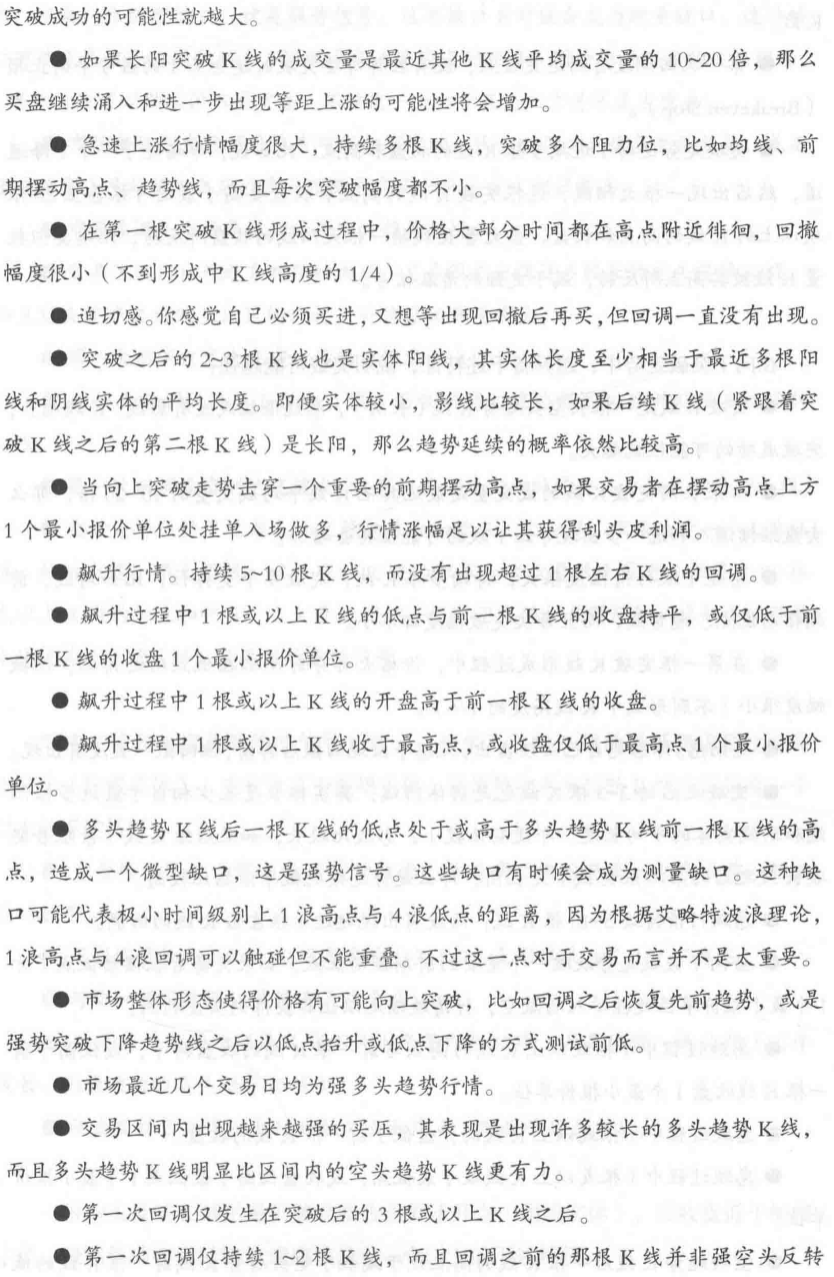 突破成功的可能性就越大。
● 如果长阳突破 K 线的成交量是最近其他 K 线平均成交量的 10~20 倍，那么
买盘继续涌入和进一步出现等距上涨的可能性将会增加。
● 急速上涨行情幅度很大，持续多根 K 线，突破多个阻力位，比如均线、前
期摆动高点、趋势线，而且每次突破幅度都不小。
● 在第一根突破 K 线形成过程中，价格大部分时间都在高点附近徘徊，回撤
幅度很小（不到形成中 K 线高度的 1/4）。
● 迫切感。你感觉自己必须买进，又想等出现回撤后再买，但回调一直没有出现。
● 突破之后的 2~3 根 K 线也是实体阳线，其实体长度至少相当于最近多根阳
线和阴线实体的平均长度。即便实体较小，影线比较长，如果后续 K 线（紧跟着突
破 K 线之后的第二根 K 线）是长阳，那么趋势延续的概率依然比较高。
● 当向上突破走势击穿一个重要的前期摆动高点，如果交易者在摆动高点上方
1 个最小报价单位处挂单入场做多，行情涨幅足以让其获得刮头皮利润。
● 飙升行情。持续 5~10 根 K 线，而没有出现超过 1 根左右 K 线的回调。
● 飙升过程中 1 根或以上 K 线的低点与前一根 K 线的收盘持平，或仅低于前
一根 K 线的收盘 1 个最小报价单位。
● 飙升过程中 1 根或以上 K 线的开盘高于前一根 K 线的收盘。
● 飙升过程中 1 根或以上 K 线收于最高点，或收盘仅低于最高点 1 个最小报价
单位。
● 多头趋势 K 线后一根 K 线的低点处于或高于多头趋势 K 线前一根 K 线的高
点，造成一个微型缺口，这是强势信号。这些缺口有时候会成为测量缺口。这种缺
口可能代表极小时间级别上 1 浪高点与 4 浪低点的距离，因为根据艾略特波浪理论，
1 浪高点与 4 浪回调可以触碰但不能重叠。不过这一点对于交易而言并不是太重要。
● 市场整体形态使得价格有可能向上突破，比如回调之后恢复先前趋势，或是
强势突破下降趋势线之后以低点抬升或低点下降的方式测试前低。
● 市场最近几个交易日均为强多头趋势行情。
● 交易区间内出现越来越强的买压，其表现是出现许多较长的多头趋势 K 线，
而且多头趋势 K 线明显比区间内的空头趋势 K 线更有力。
● 第一次回调仅发生在突破后的 3 根或以上 K 线之后。
● 第一次回调仅持续 1~2 根 K 线，而且回调之前的那根 K 线并非强空头反转